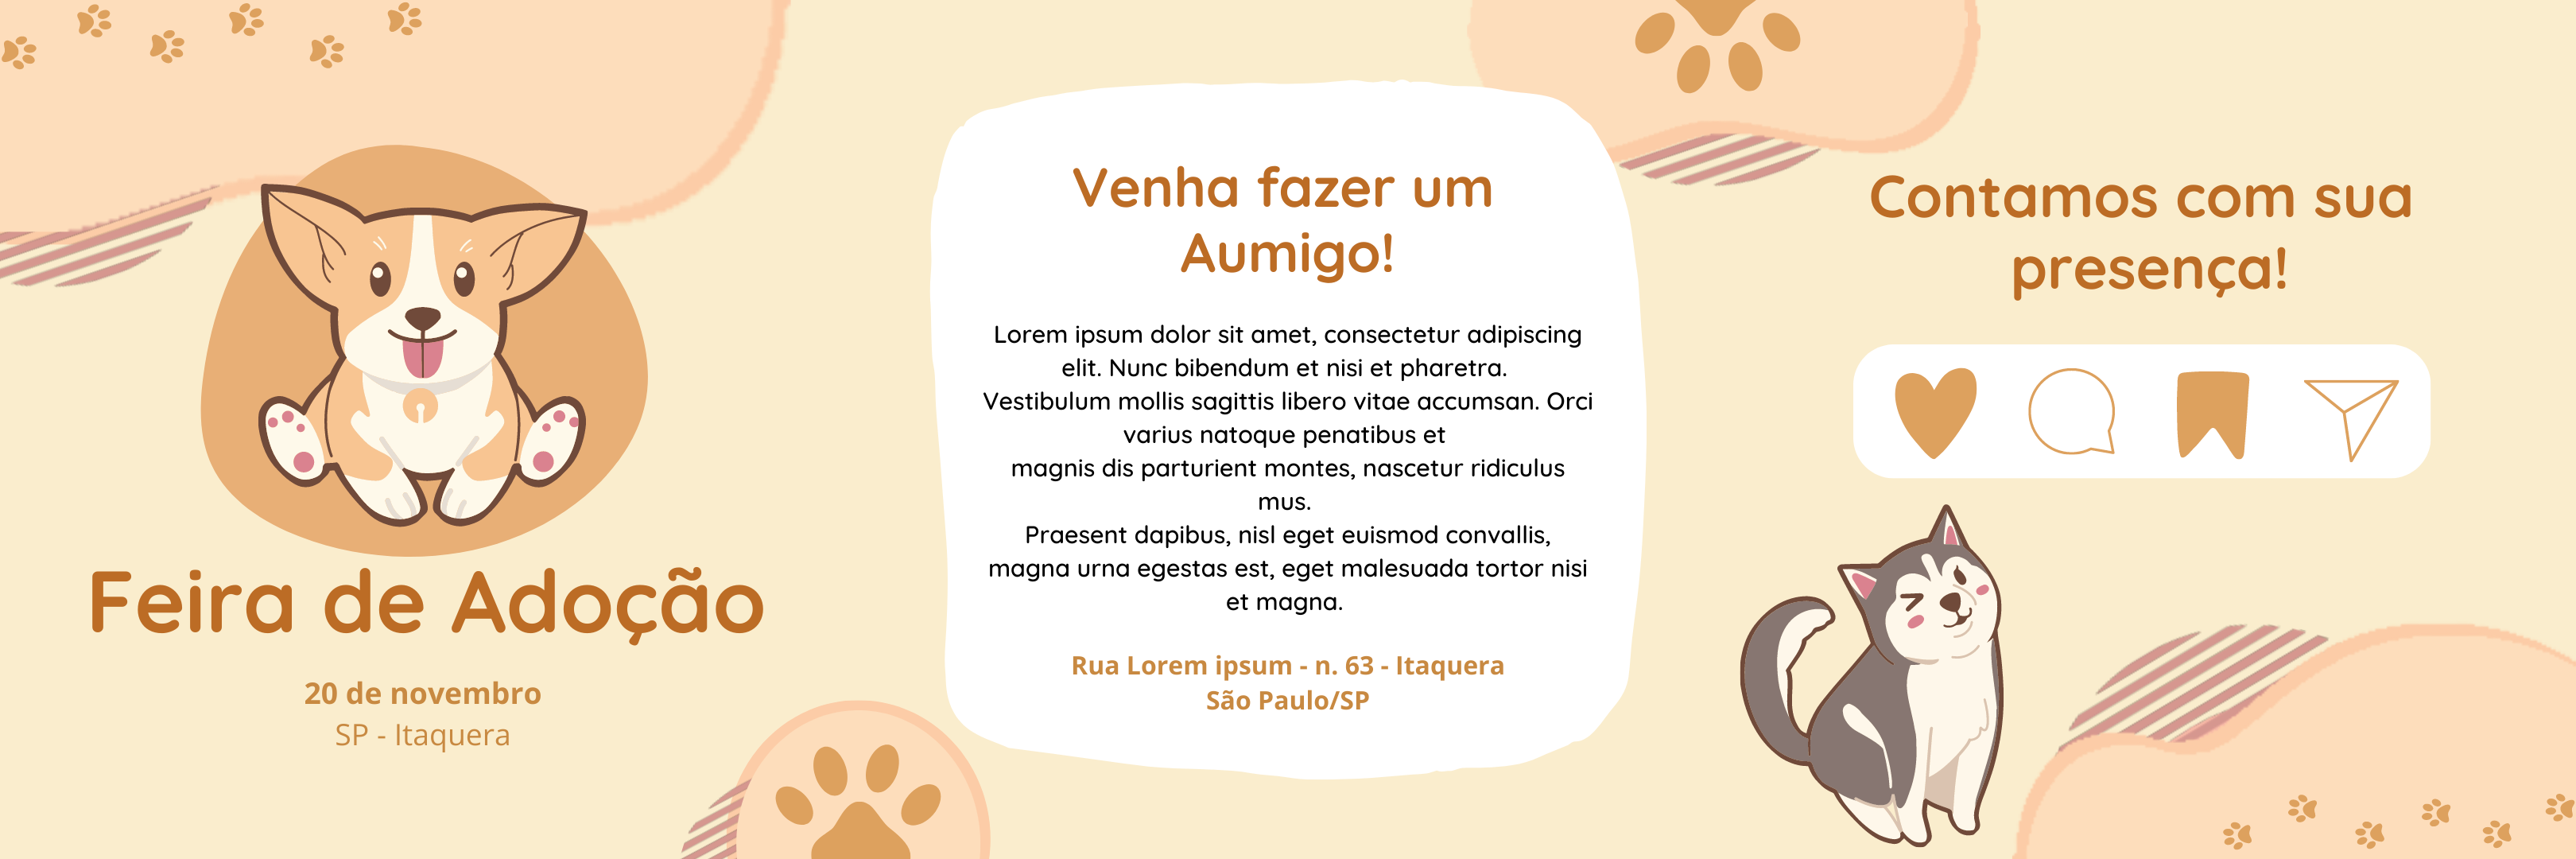 Feira de Adoção
20 de novembro
SP - Itaquera
Venha fazer um
Aumigo!
Lorem ipsum dolor sit amet, consectetur adipiscing
elit. Nunc bibendum et nisi et pharetra.
Vestibulum mollis sagittis libero vitae accumsan. Orci
varius natoque penatibus et
magnis dis parturient montes, nascetur ridiculus
mus.
Praesent dapibus, nisl eget euismod convallis,
magna urna egestas est, eget malesuada tortor nisi
et magna.
Rua Lorem ipsum - n. 63 - Itaquera
São Paulo/SP
Contamos com sua
presença!